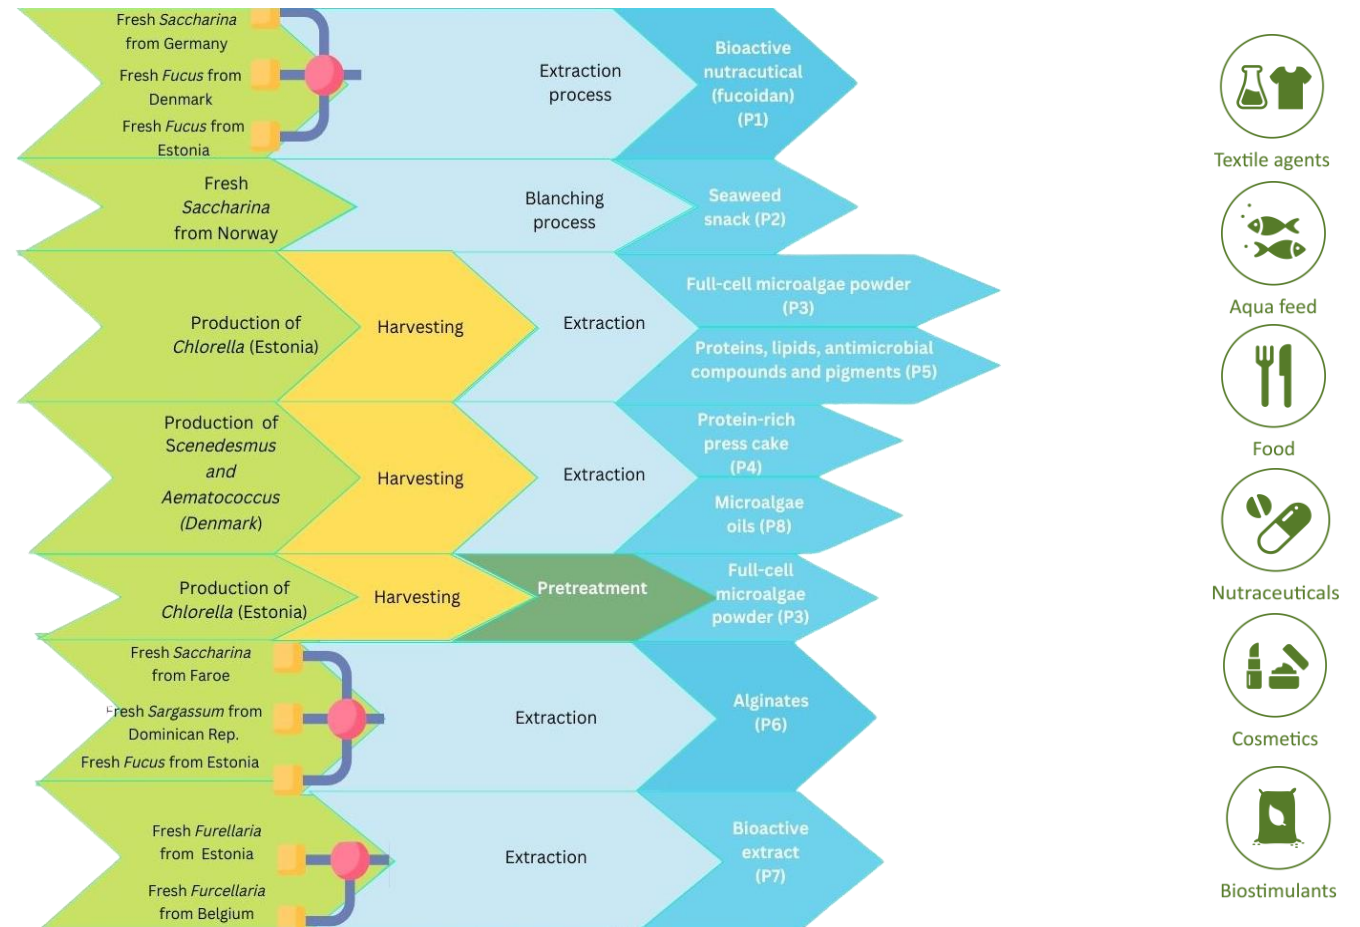 Fresh Saccharina
from Germany
Fresh Fucus from
Denmark
Fresh Fucus from
Estonia
Extraction
process
Bioactive
nutracutical
(fucoidan)
(P1)
Fresh
Saccharina
from Norway
Blanching
process
Seaweed
snack (P2)
Production of
Chlorella (Estonia)
Harvesting
Extraction
Full-cell microalgae powder
(P3)
Proteins, lipids, antimicrobial
compounds and pigments (P5)
Production of
Scenedesmus
and
Aematococcus
(Denmark)
Harvesting
Extraction
Protein-rich
press cake
(P4)
Microalgae
oils (P8)
Production of
Chlorella (Estonia)
Harvesting
Pretreatment
Full-cell
microalgae
powder (P3)
Fresh Saccharina
from Faroe
Fresh Sargassum from
Dominican Rep.
Fresh Fucus from Estonia
Extraction
Alginates
(P6)
Fresh Furellaria
from Estonia
Fresh Furcellaria
from Belgium
Extraction
Bioactive
extract
(P7)
Textile agents
Aqua feed
Food
Nutraceuticals
Cosmetics
Biostimulants